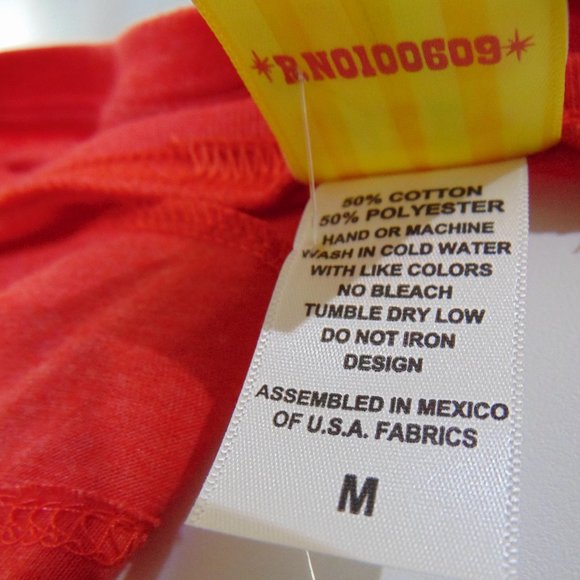 *R.N0100609*
50% COTTON
50% POLYESTER
HAND OR MACHINE
WASH IN COLD WATER
WITH LIKE COLORS
NO BLEACH
TUMBLE DRY LOW
DO NOT IRON
DESIGN
ASSEMBLED IN MEXICO
OF U.S.A. FABRICS
M